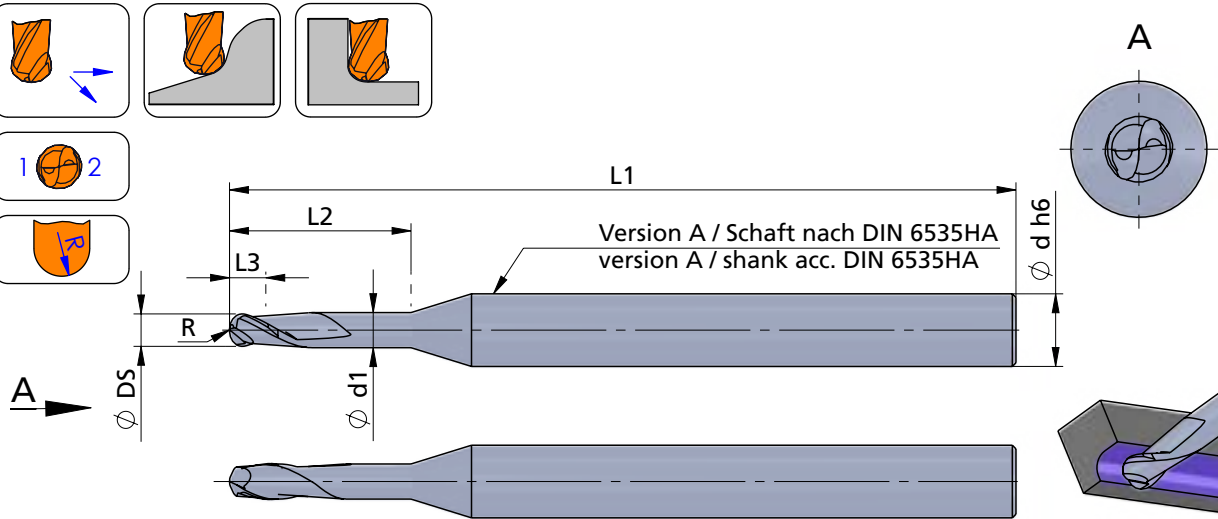 A
1 2
R
L1
L2
L3
Version A / Schaft nach DIN 6535HA
version A / shank acc. DIN 6535HA
∅ d h6
R
∅ DS
∅ d1
A